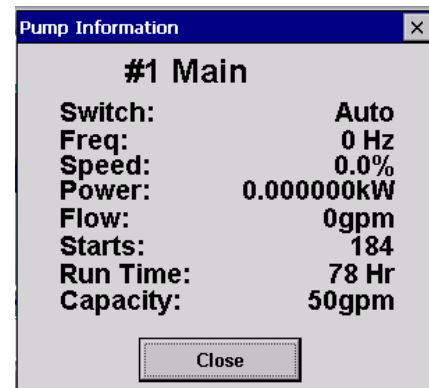 Pump Information
#1 Main
Switch: Auto
Freq: 0 Hz
Speed: 0.0%
Power: 0.000000kW
Flow: 0gpm
Starts: 184
Run Time: 78 Hr
Capacity: 50gpm
Close